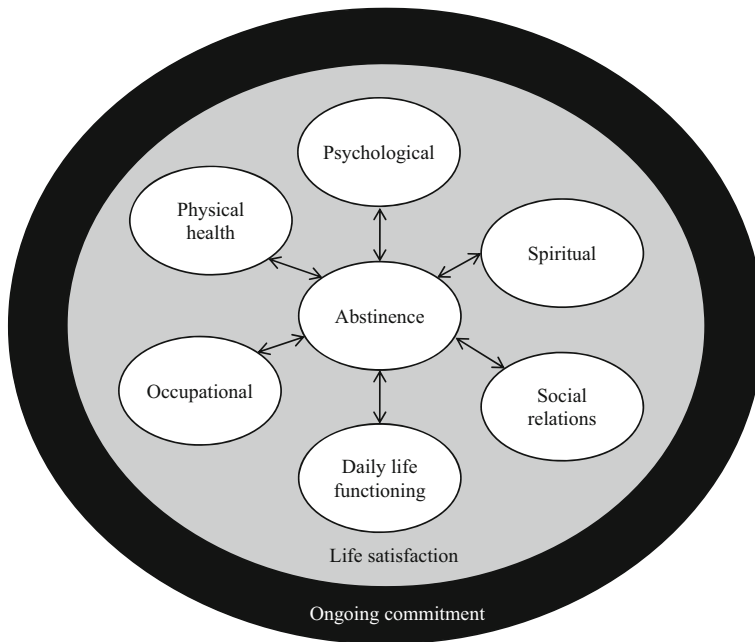 Psychological
Physical
health
Spiritual
Abstinence
Occupational
Social
relations
Daily life
functioning
Life satisfaction
Ongoing commitment